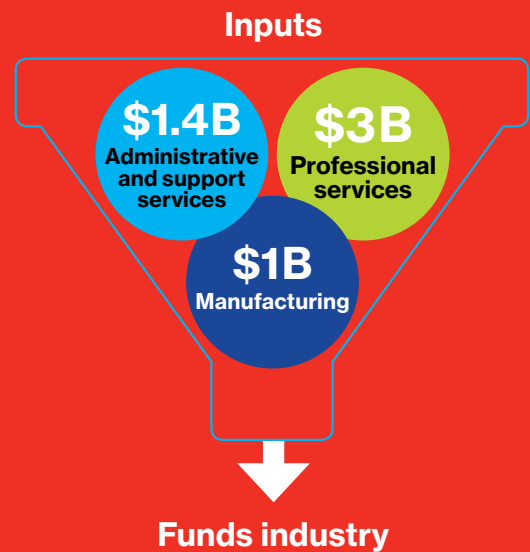 Inputs
$1.4B
Administrative
and support
services
$3B
Professional
services
$1B
Manufacturing
Funds industry